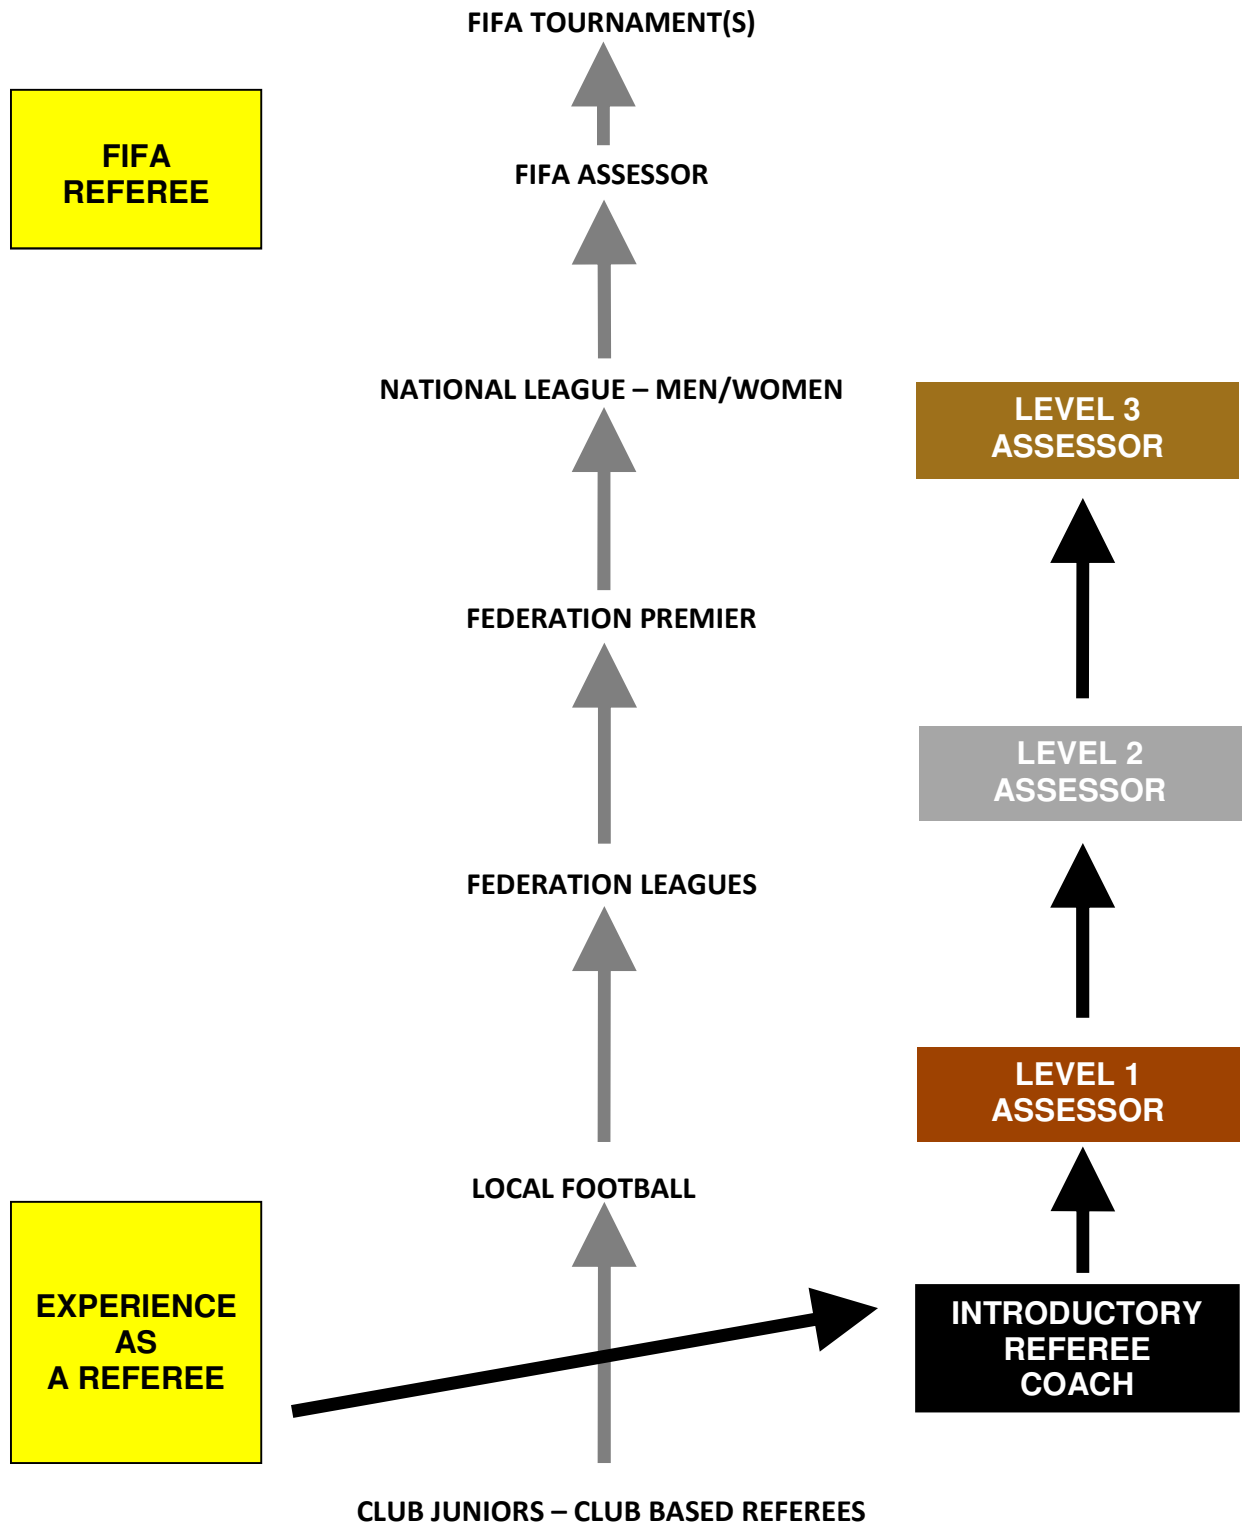 FIFA TOURNAMENT(S)
FIFA
REFEREE
FIFA ASSESSOR
NATIONAL LEAGUE – MEN/WOMEN
LEVEL 3
ASSESSOR
FEDERATION PREMIER
LEVEL 2
ASSESSOR
FEDERATION LEAGUES
LEVEL 1
ASSESSOR
LOCAL FOOTBALL
EXPERIENCE
AS
A REFEREE
INTRODUCTORY
REFEREE
COACH
CLUB JUNIORS – CLUB BASED REFEREES